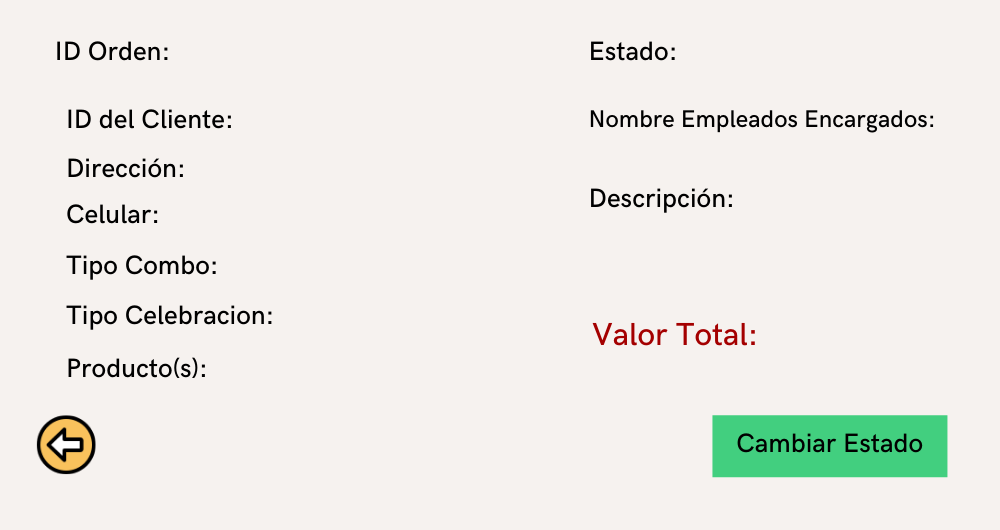 ID Orden:
ID del Cliente:
Dirección:
Celular:
Tipo Combo:
Tipo Celebracion:
Producto(s):
Estado:
Nombre Empleados Encargados:
Descripción:
Valor Total:
Cambiar Estado